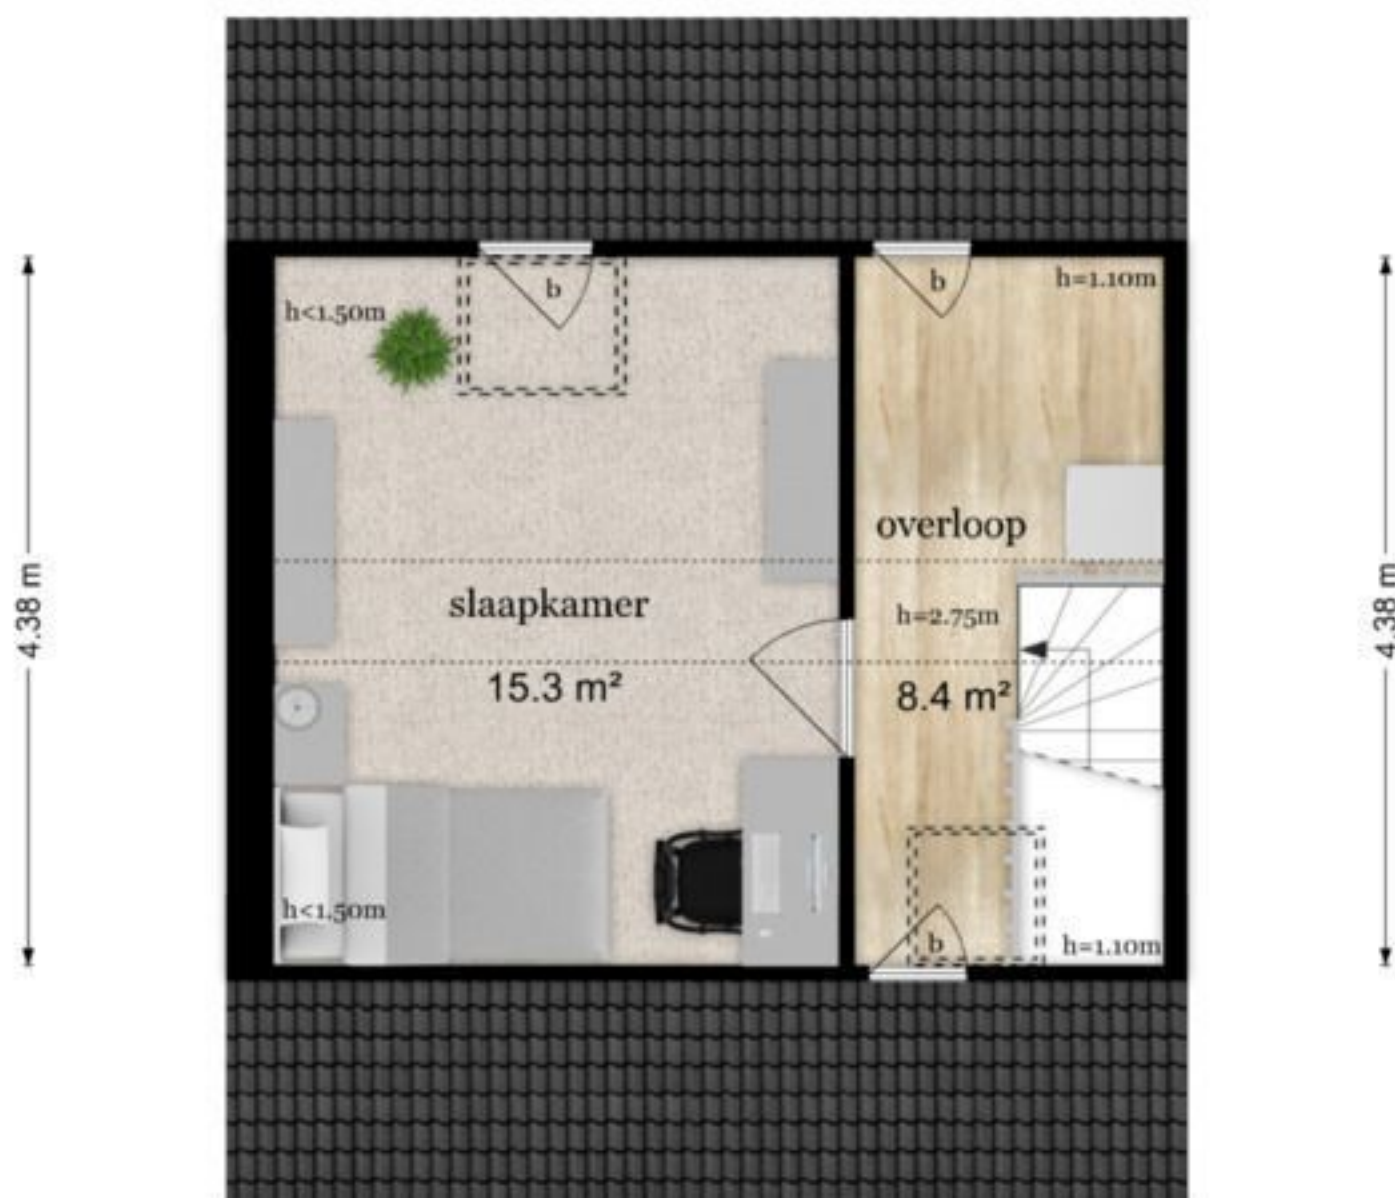 b
b
h=1.10m
h<1.50m
4.38 m
4.38 m
overloop
slaapkamer
h=2.75m
15.3 m²
8.4 m²
h<1.50m
b
h=1.10m